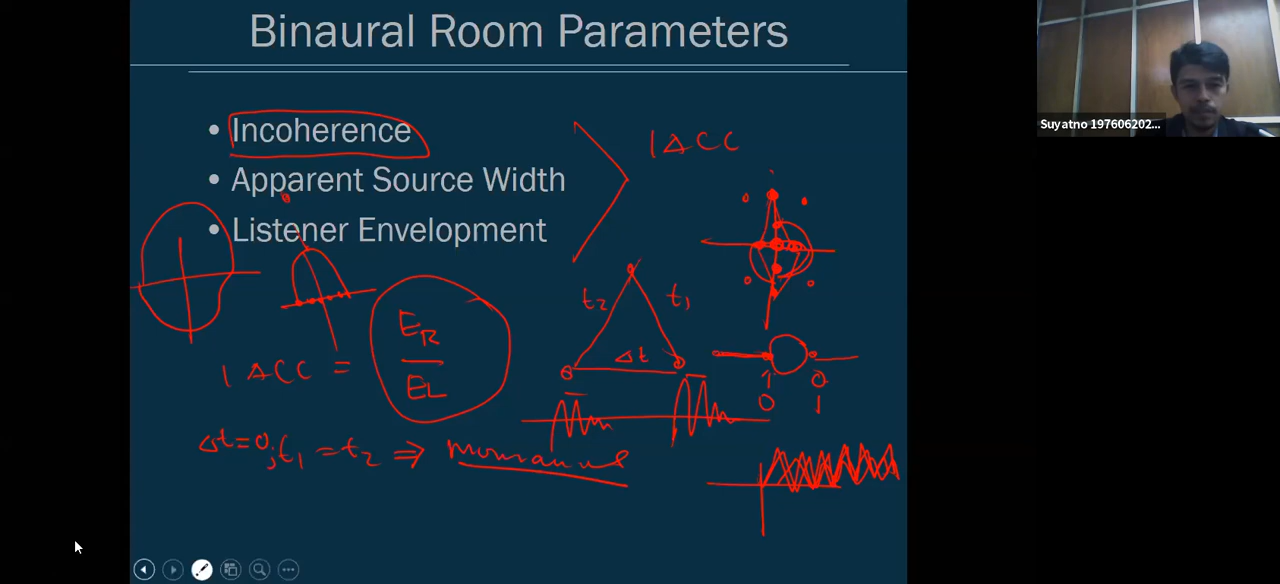 Binaural Room Parameters
• Incoherence
• Apparent Source Width
• Listener Envelopment
IACC
t2 t1
Δt
IACC = ER / EL
1 0
0 1
Δt=0; t1 = t2 ⇒
Suyatno 197606202...